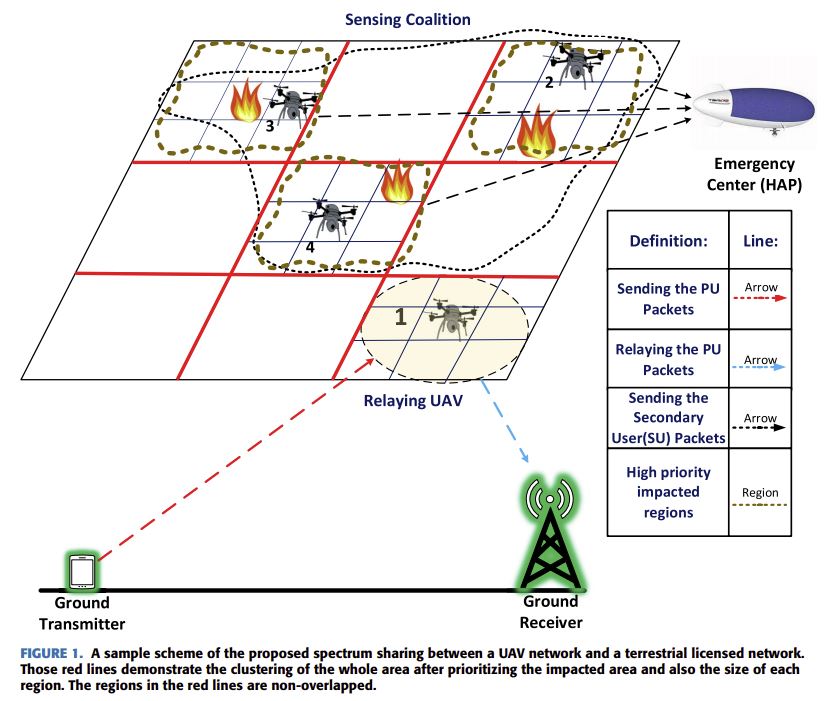 Sensing Coalition
2
3
4
Emergency
Center (HAP)
Definition:
Line:
Sending the PU
Packets
Arrow
Relaying the PU
Packets
Arrow
Sending the
Secondary
User(SU) Packets
Arrow
High priority
impacted
regions
Region
1
Relaying UAV
Ground
Transmitter
Ground
Receiver
FIGURE 1. A sample scheme of the proposed spectrum sharing between a UAV network and a terrestrial licensed network.
Those red lines demonstrate the clustering of the whole area after prioritizing the impacted area and also the size of each
region. The regions in the red lines are non-overlapped.